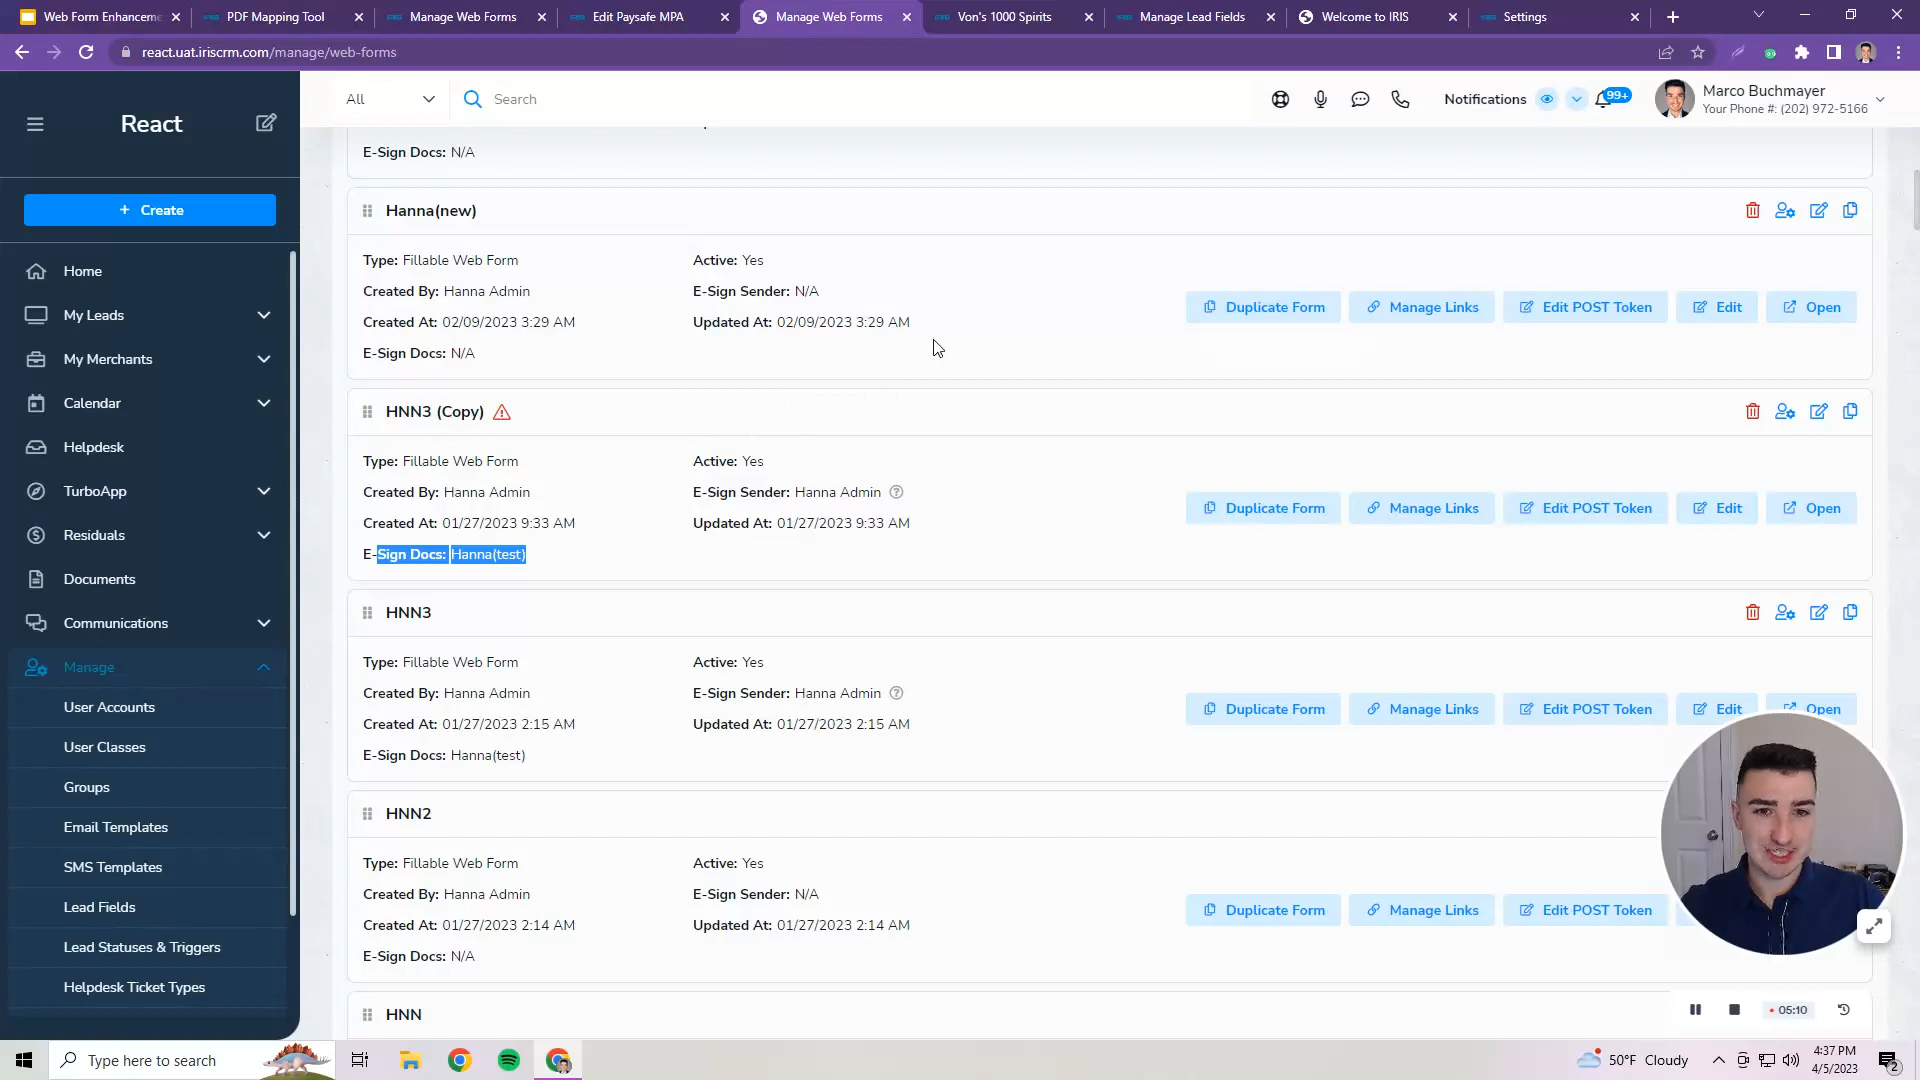 Web Form Enhanceme
PDF Mapping Tool
Manage Web Forms
Edit Paysafe MPA
Manage Web Forms
Von's 1000 Spirits
Manage Lead Fields
Welcome to IRIS
Settings
react.uat.iriscrm.com/manage/web-forms
React
All
Search
Notifications
99+
Marco Buchmayer
Your Phone #: (202) 972-5166
+ Create
Home
My Leads
My Merchants
Calendar
Helpdesk
TurboApp
Residuals
Documents
Communications
Manage
User Accounts
User Classes
Groups
Email Templates
SMS Templates
Lead Fields
Lead Statuses & Triggers
Helpdesk Ticket Types
E-Sign Docs: N/A
Hanna(new)
Type: Fillable Web Form
Active: Yes
Created By: Hanna Admin
E-Sign Sender: N/A
Created At: 02/09/2023 3:29 AM
Updated At: 02/09/2023 3:29 AM
E-Sign Docs: N/A
Duplicate Form
Manage Links
Edit POST Token
Edit
Open
HNN3 (Copy)
Type: Fillable Web Form
Active: Yes
Created By: Hanna Admin
E-Sign Sender: Hanna Admin
Created At: 01/27/2023 9:33 AM
Updated At: 01/27/2023 9:33 AM
E-Sign Docs: Hanna(test)
Duplicate Form
Manage Links
Edit POST Token
Edit
Open
HNN3
Type: Fillable Web Form
Active: Yes
Created By: Hanna Admin
E-Sign Sender: Hanna Admin
Created At: 01/27/2023 2:15 AM
Updated At: 01/27/2023 2:15 AM
E-Sign Docs: Hanna(test)
Duplicate Form
Manage Links
Edit POST Token
Edit
Open
HNN2
Type: Fillable Web Form
Active: Yes
Created By: Hanna Admin
E-Sign Sender: N/A
Created At: 01/27/2023 2:14 AM
Updated At: 01/27/2023 2:14 AM
E-Sign Docs: N/A
Duplicate Form
Manage Links
Edit POST Token
HNN
05:10
Type here to search
50°F Cloudy
4:37 PM
4/5/2023
2